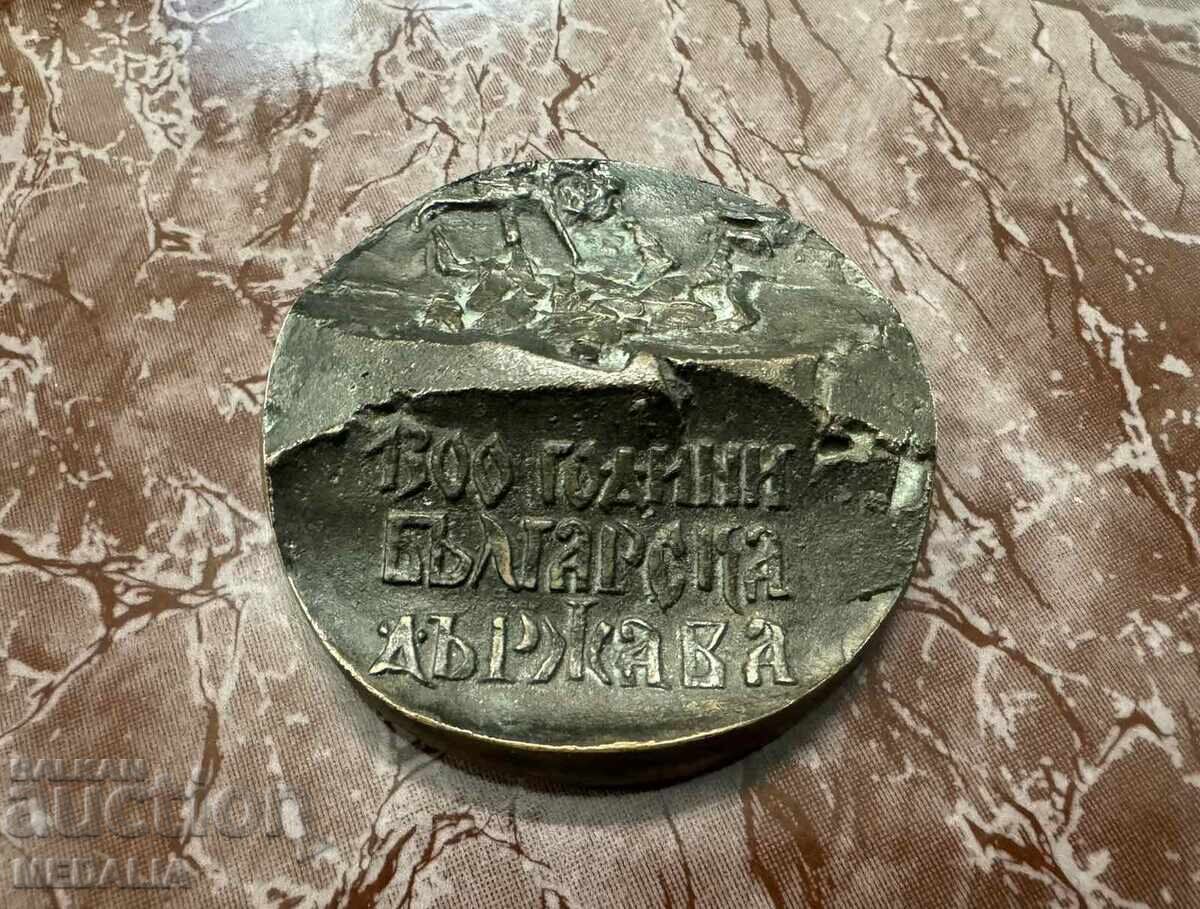 1300 ГОДИНИ
БЪЛГАРСКА
ДЪРЖАВА
BALKAN
auction
MEDALIA